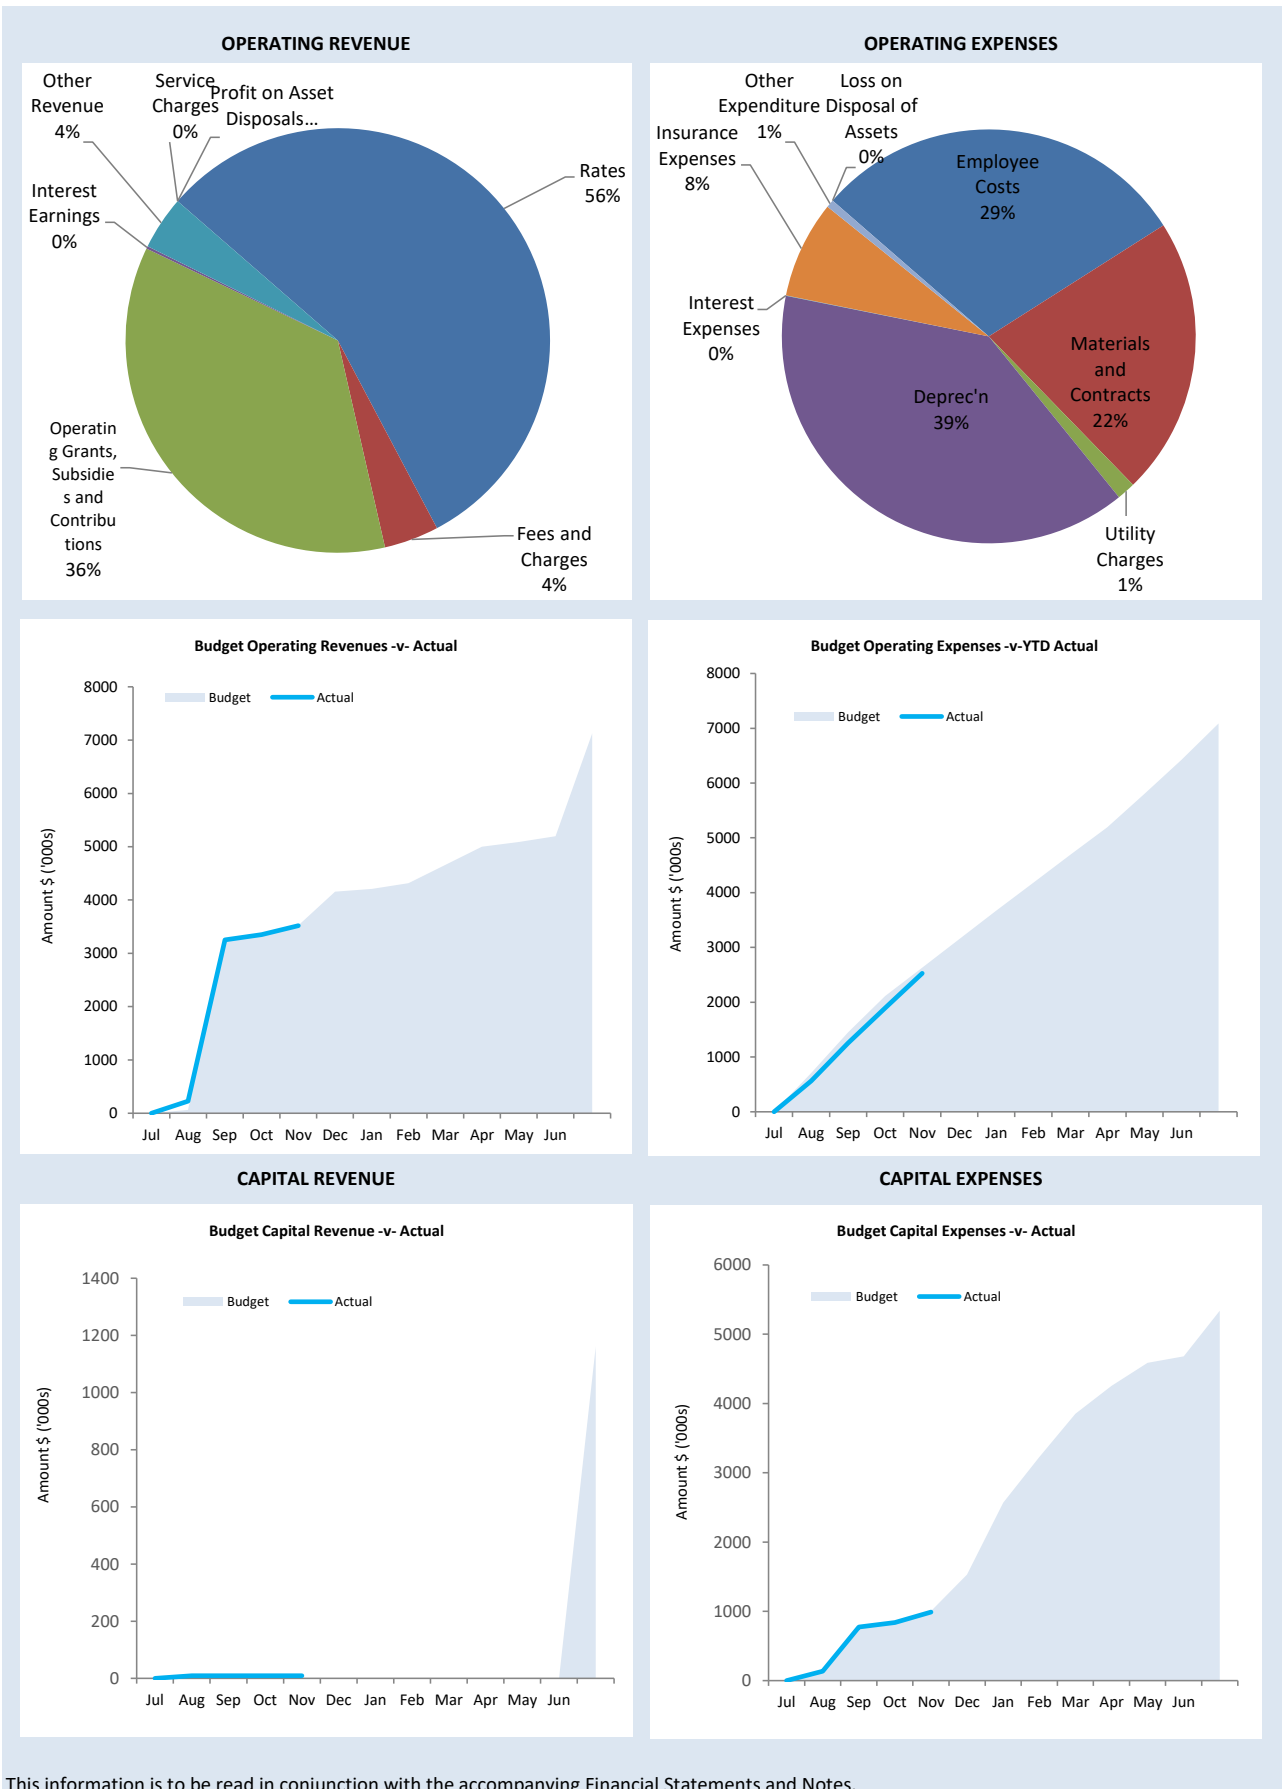 OPERATING REVENUE
Other
Revenue
4%
Service
Charges
0%
Profit on Asset
Disposals...
Rates
56%
Interest
Earnings
0%
Operatin
g Grants,
Subsidie
s and
Contribu
tions
36%
Fees and
Charges
4%
OPERATING EXPENSES
Other
Expenditure
1%
Loss on
Disposal of
Assets
0%
Insurance
Expenses
8%
Employee
Costs
29%
Interest
Expenses
0%
Materials
and
Contracts
22%
Deprec'n
39%
Utility
Charges
1%
Budget Operating Revenues -v- Actual
Budget
Actual
Amount $ ('000s)
8000
7000
6000
5000
4000
3000
2000
1000
0
Jul Aug Sep Oct Nov Dec Jan Feb Mar Apr May Jun
Budget Operating Expenses -v-YTD Actual
Budget
Actual
Amount $ ('000s)
8000
7000
6000
5000
4000
3000
2000
1000
0
Jul Aug Sep Oct Nov Dec Jan Feb Mar Apr May Jun
CAPITAL REVENUE
Budget Capital Revenue -v- Actual
Budget
Actual
Amount $ ('000s)
1400
1200
1000
800
600
400
200
0
Jul Aug Sep Oct Nov Dec Jan Feb Mar Apr May Jun
CAPITAL EXPENSES
Budget Capital Expenses -v- Actual
Budget
Actual
Amount $ ('000s)
6000
5000
4000
3000
2000
1000
0
Jul Aug Sep Oct Nov Dec Jan Feb Mar Apr May Jun
This information is to be read in conjunction with the accompanying Financial Statements and Notes.